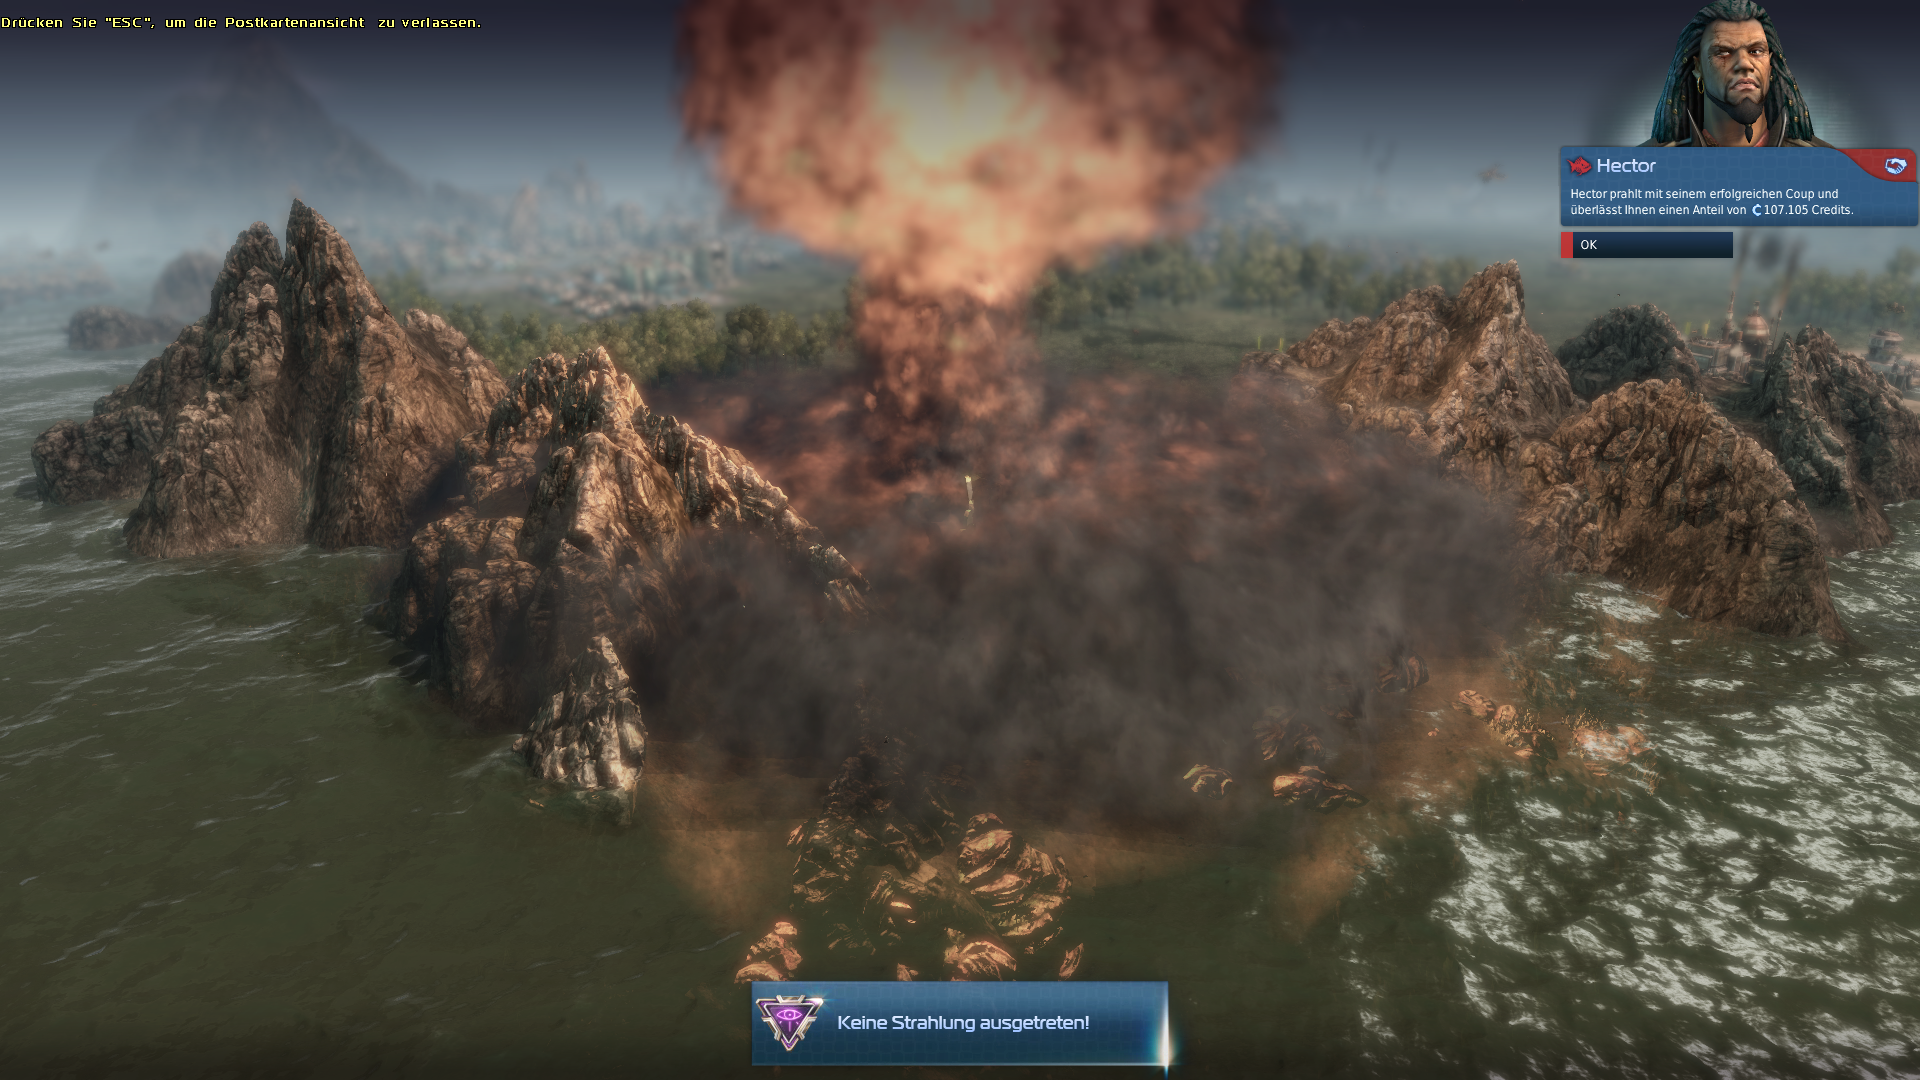 Drücken Sie "ESC", um die Postkartenansicht zu verlassen.
Hector
Hector prahlt mit seinem erfolgreichen Coup und
überlässt Ihnen einen Anteil von 107.105 Credits.
OK
Keine Strahlung ausgetreten!